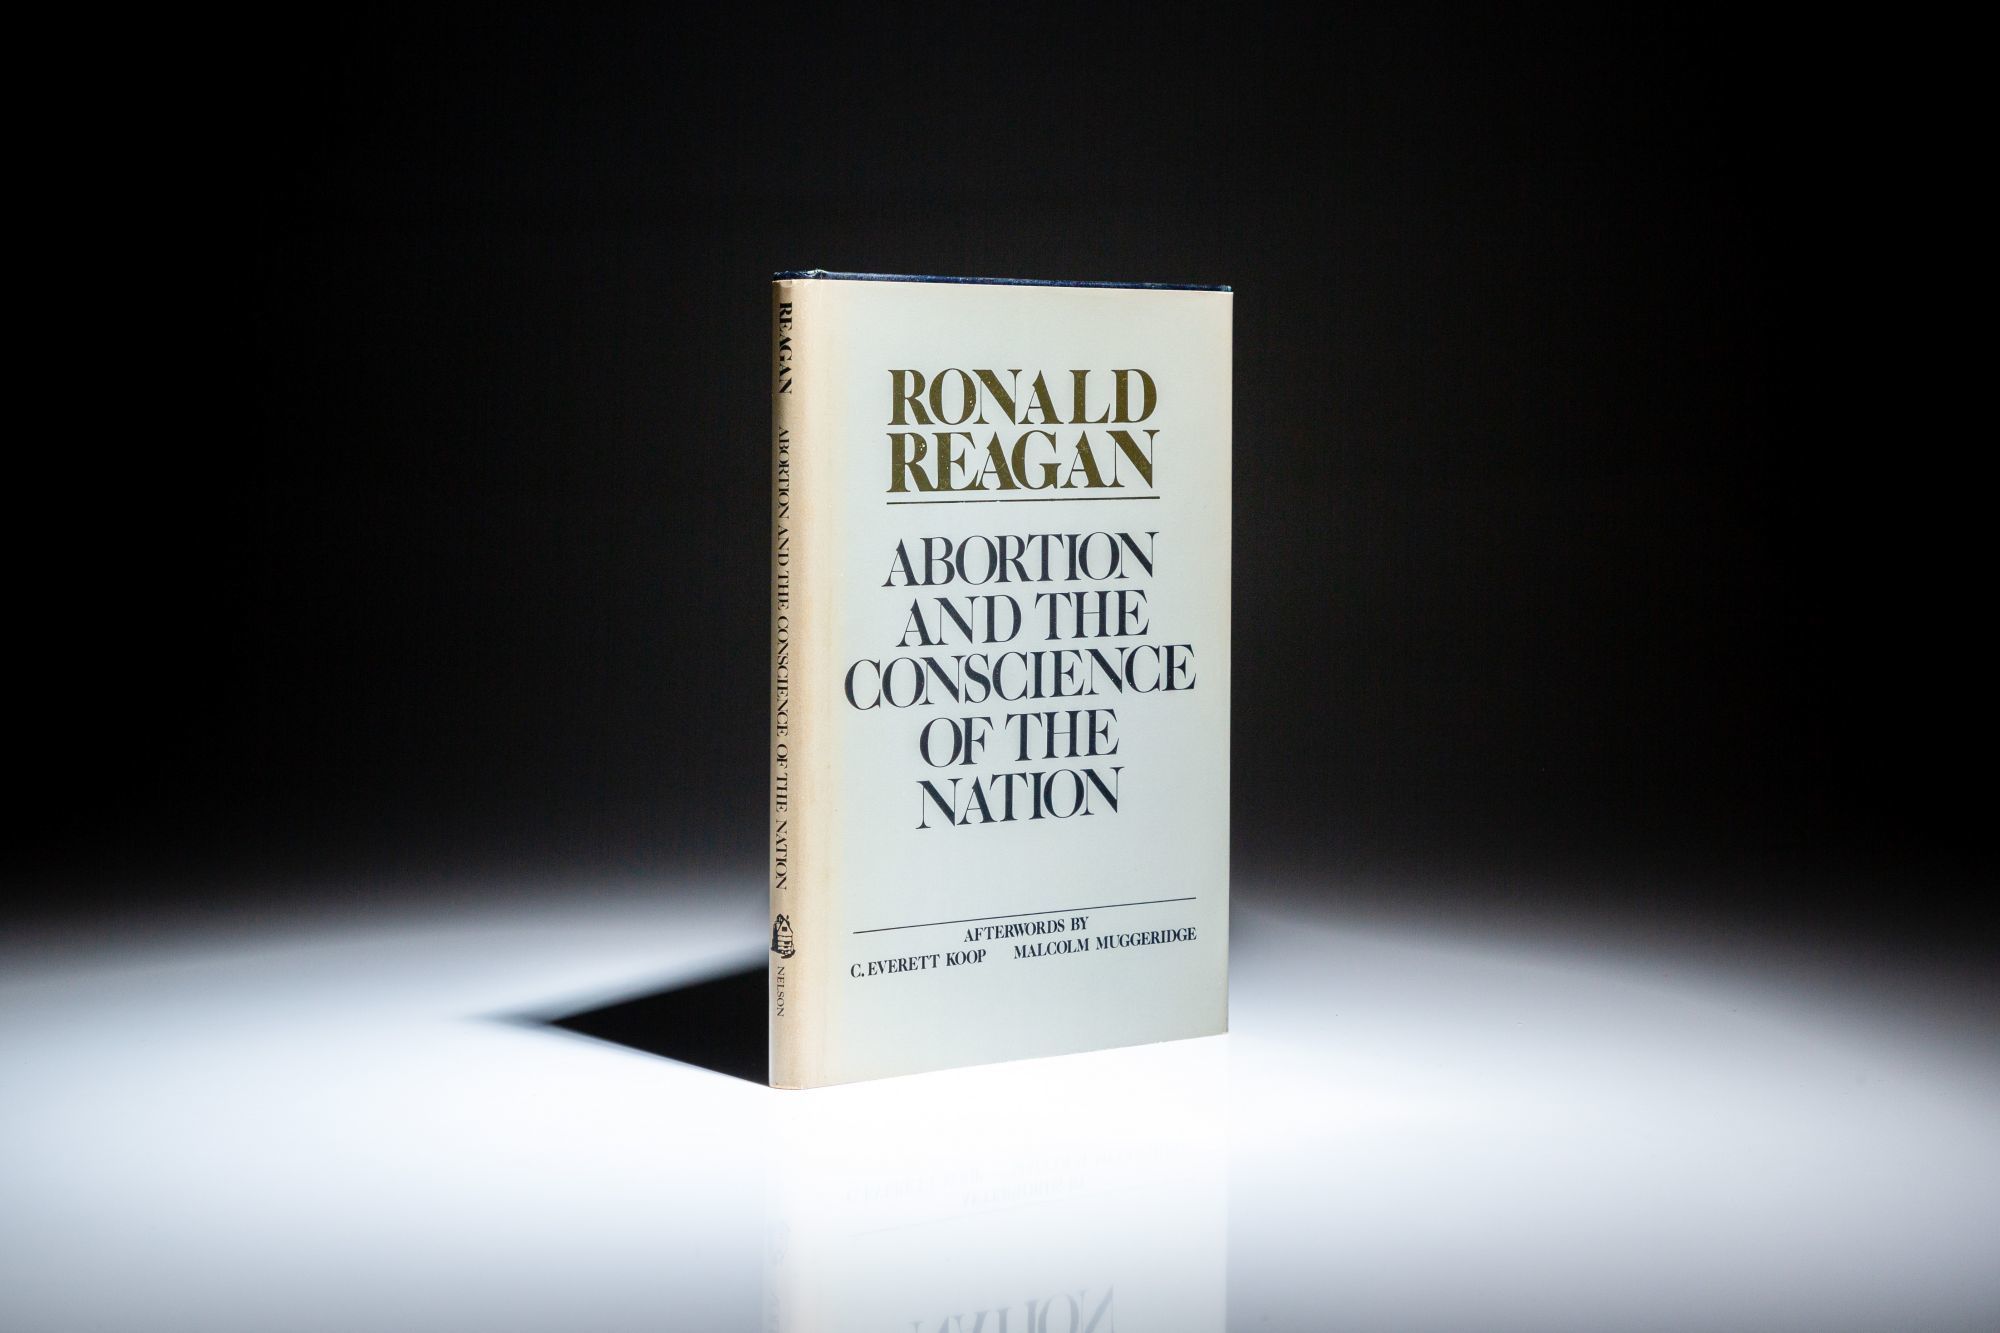 REAGAN ABORTION AND THE CONSCIENCE OF THE NATION NELSON
RONALD
REAGAN
ABORTION
AND THE
CONSCIENCE
OF THE
NATION
AFTERWORDS BY
C. EVERETT KOOP MALCOLM MUGGERIDGE